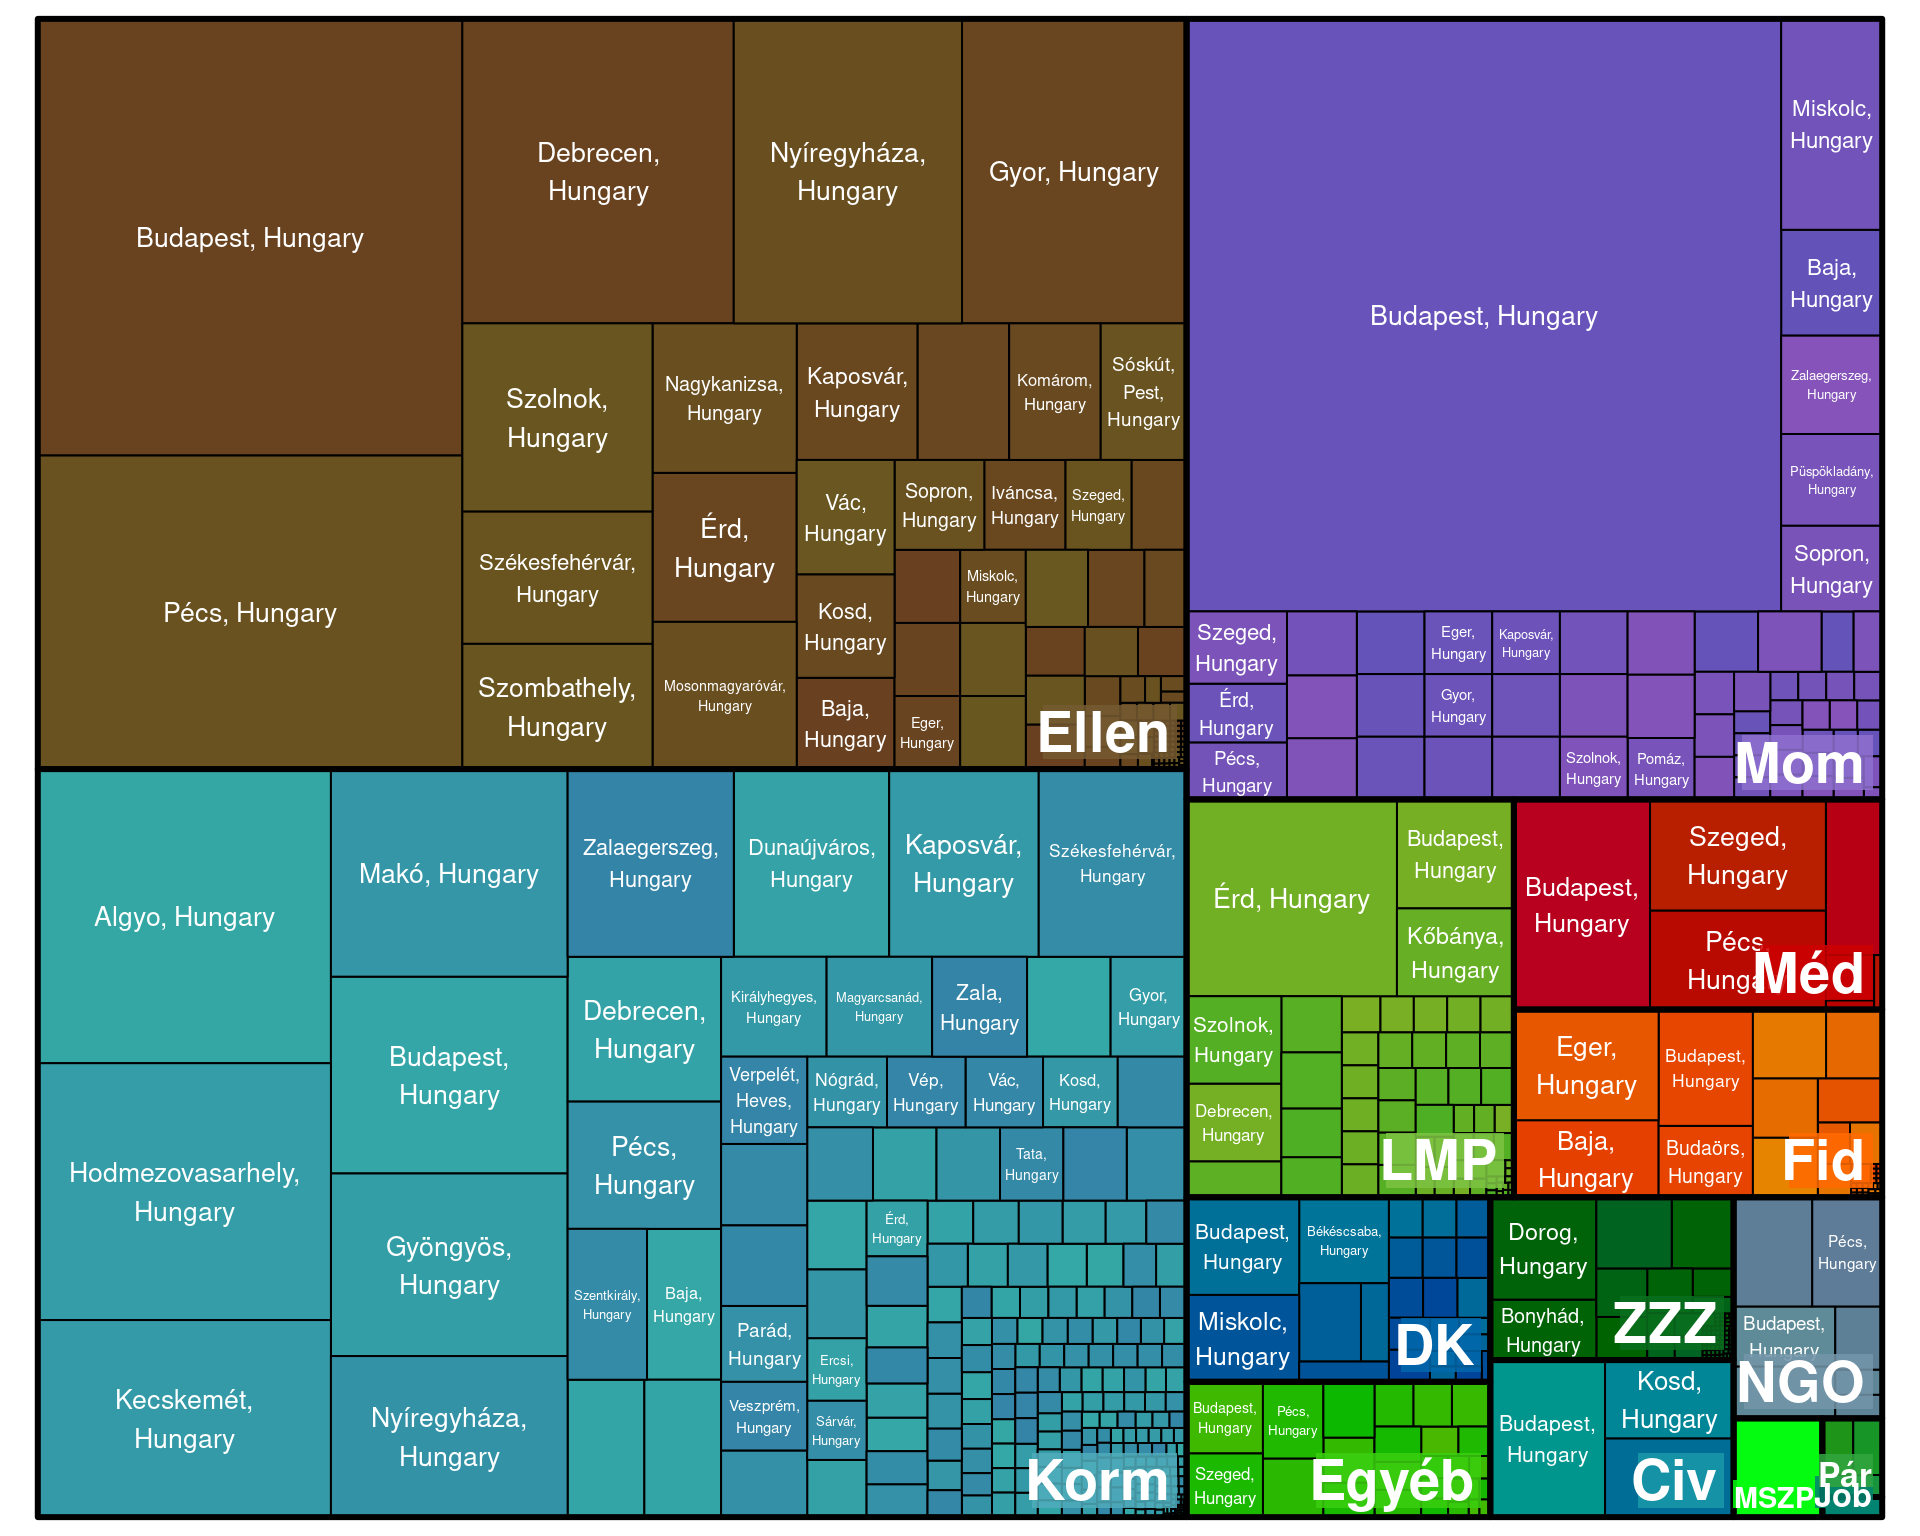 Budapest, Hungary
Debrecen,
Hungary
Nyíregyháza,
Hungary
Gyor, Hungary
Pécs, Hungary
Szolnok,
Hungary
Székesfehérvár,
Hungary
Szombathely,
Hungary
Nagykanizsa,
Hungary
Érd,
Hungary
Mosonmagyaróvár,
Hungary
Kaposvár,
Hungary
Komárom,
Hungary
Sóskút,
Pest,
Hungary
Vác,
Hungary
Sopron,
Hungary
Iváncsa,
Hungary
Szeged,
Hungary
Kosd,
Hungary
Miskolc,
Hungary
Baja,
Hungary
Eger,
Hungary
Ellen
Budapest, Hungary
Miskolc,
Hungary
Baja,
Hungary
Zalaegerszeg,
Hungary
Püspökladány,
Hungary
Sopron,
Hungary
Szeged,
Hungary
Érd,
Hungary
Pécs,
Hungary
Eger,
Hungary
Kaposvár,
Hungary
Gyor,
Hungary
Szolnok,
Hungary
Pomáz,
Hungary
Mom
Algyo, Hungary
Hodmezovasarhely,
Hungary
Kecskemét,
Hungary
Makó, Hungary
Budapest,
Hungary
Gyöngyös,
Hungary
Nyíregyháza,
Hungary
Zalaegerszeg,
Hungary
Dunaújváros,
Hungary
Kaposvár,
Hungary
Székesfehérvár,
Hungary
Debrecen,
Hungary
Pécs,
Hungary
Szentkirály,
Hungary
Baja,
Hungary
Királyhegyes,
Hungary
Magyarcsanád,
Hungary
Zala,
Hungary
Gyor,
Hungary
Verpelét,
Heves,
Hungary
Nógrád,
Hungary
Vép,
Hungary
Vác,
Hungary
Kosd,
Hungary
Tata,
Hungary
Érd,
Hungary
Parád,
Hungary
Ercsi,
Hungary
Veszprém,
Hungary
Sárvár,
Hungary
Korm
Érd, Hungary
Budapest,
Hungary
Kőbánya,
Hungary
Szolnok,
Hungary
Debrecen,
Hungary
LMP
Budapest,
Hungary
Szeged,
Hungary
Pécs,
Hunga
Méd
Eger,
Hungary
Baja,
Hungary
Budapest,
Hungary
Budaörs,
Hungary
Fid
Budapest,
Hungary
Békéscsaba,
Hungary
Miskolc,
Hungary
DK
Dorog,
Hungary
Bonyhád,
Hungary
ZZZ
Pécs,
Hungary
Budapest,
Hungary
NGO
Budapest,
Hungary
Pécs,
Hungary
Szeged,
Hungary
Egyéb
Budapest,
Hungary
Kosd,
Hungary
Civ
MSZP
Pár
Job